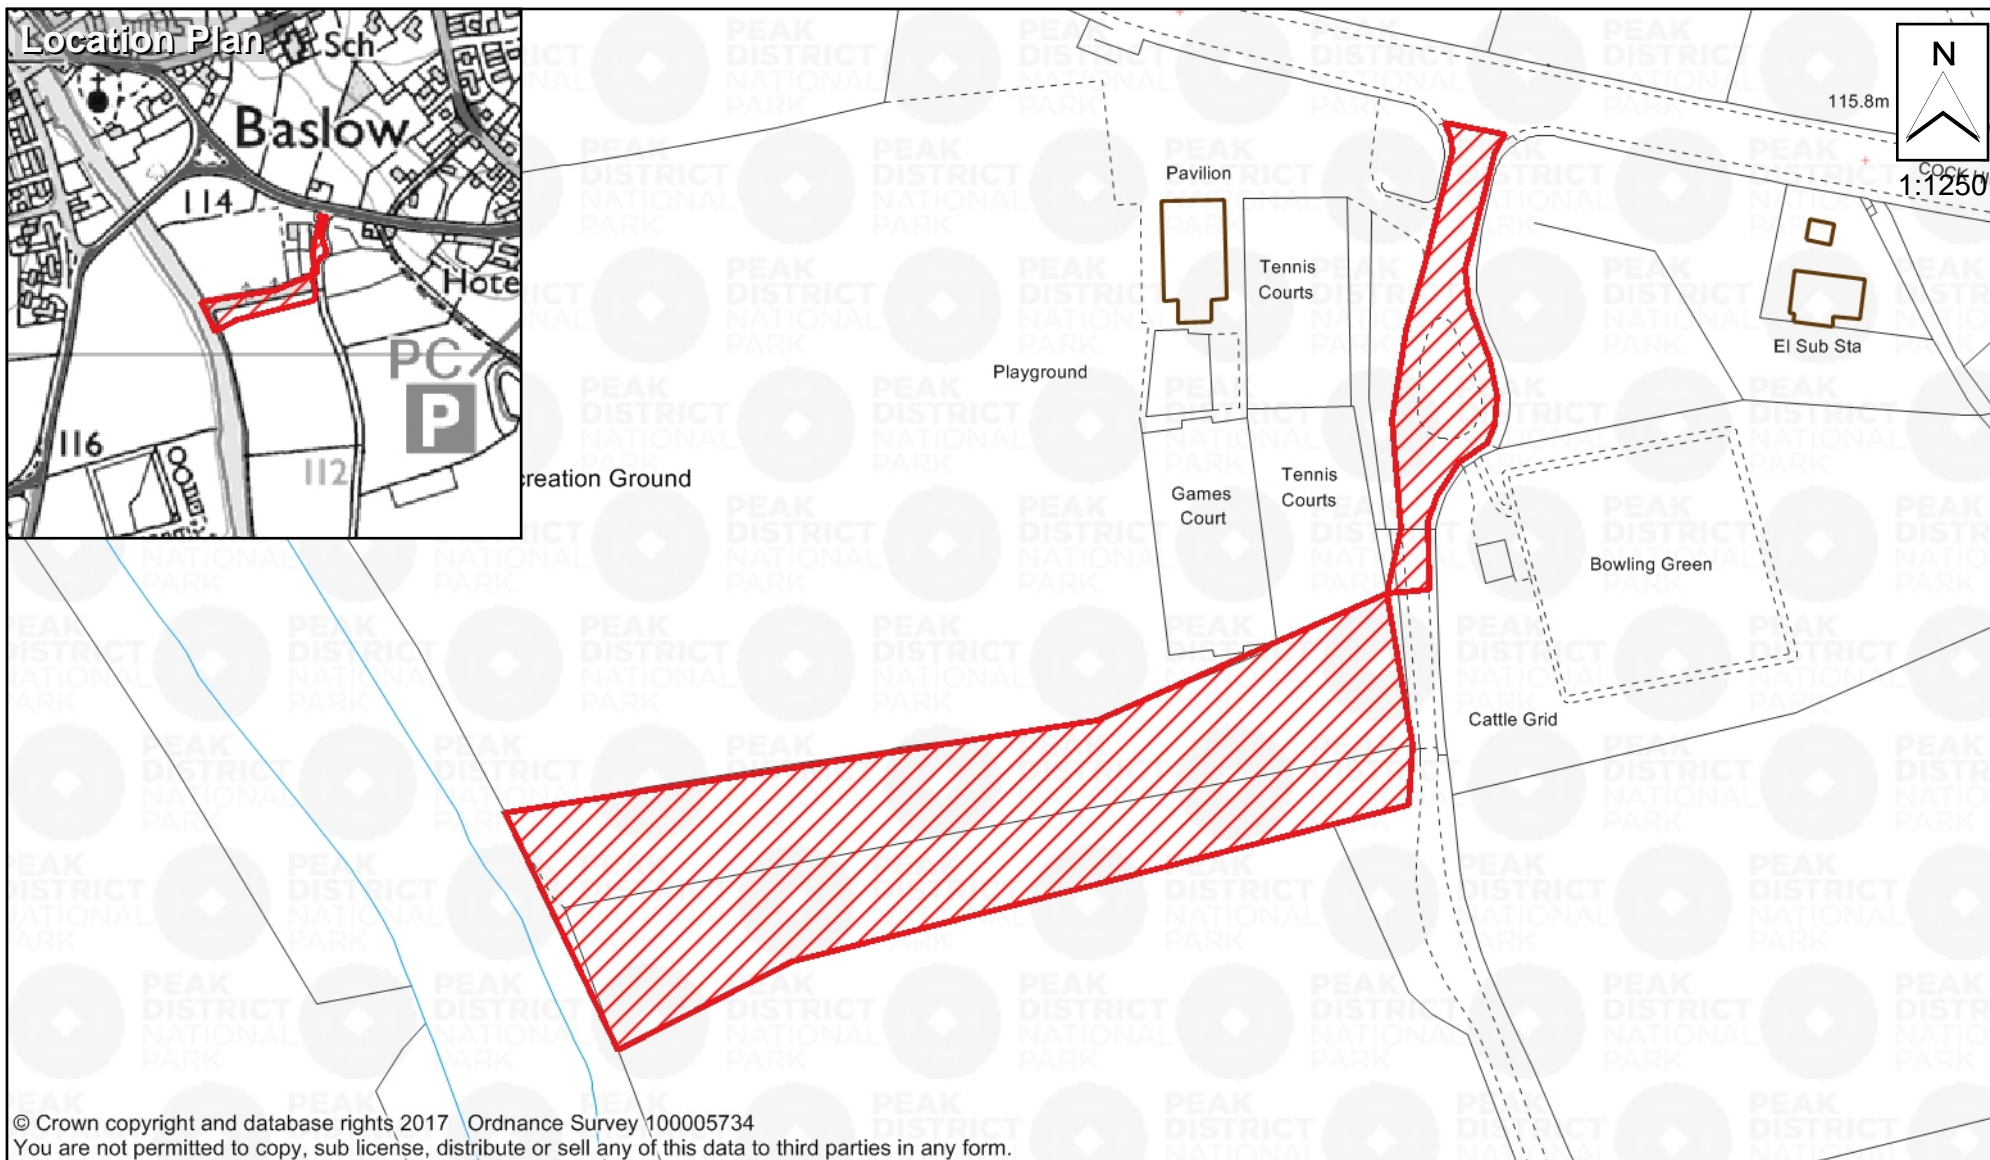 Location Plan
Sch
Baslow
114
Hote
PC
P
116
112
N
1:1250
115.8m
COCK HI
Pavilion
Tennis
Courts
El Sub Sta
Playground
creation Ground
Games
Court
Tennis
Courts
Bowling Green
Cattle Grid
PEAK
DISTRICT
NATIONAL
PARK
© Crown copyright and database rights 2017 Ordnance Survey 100005734
You are not permitted to copy, sub license, distribute or sell any of this data to third parties in any form.